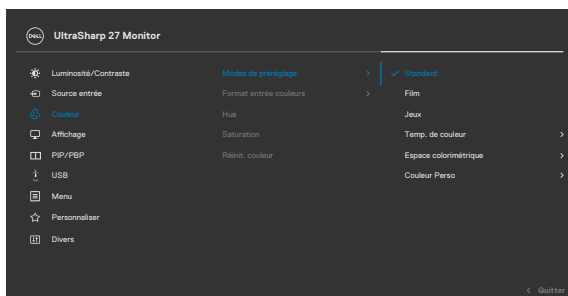 DELL UltraSharp 27 Monitor
Luminosité/Contraste Modes de préréglage Standard
Source entrée Format entrée couleurs Film
Couleur Hue Jeux
Affichage Saturation Temp. de couleur
PIP/PBP Réinit. couleur Espace colorimétrique
USB Couleur Perso
Menu
Personnaliser
Divers
Quitter